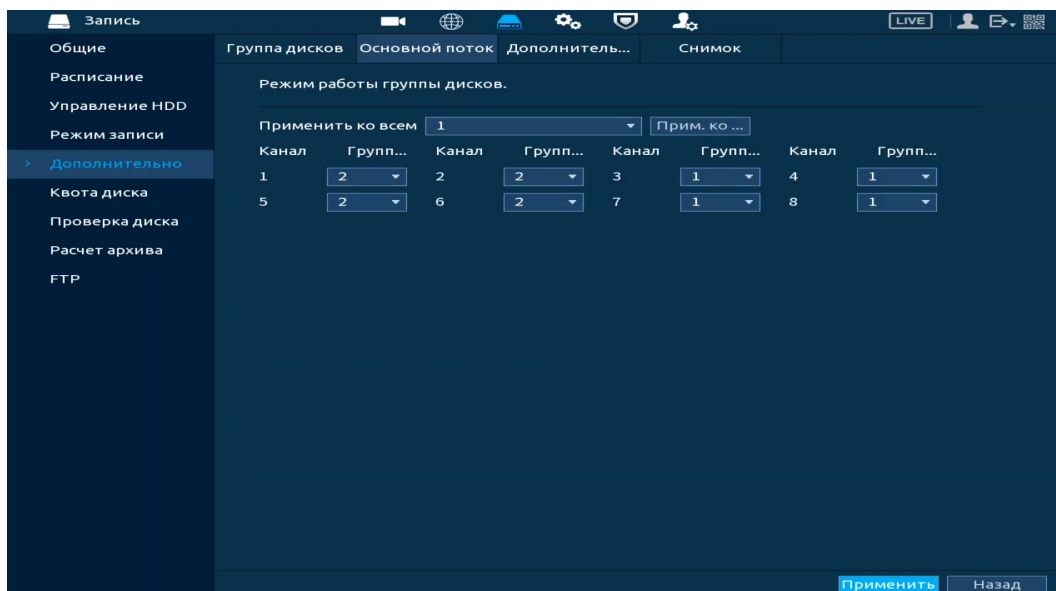 Запись LIVE
Общие
Расписание
Управление HDD
Режим записи
> Дополнительно
Квота диска
Проверка диска
Расчет архива
FTP
Группа дисков Основной поток Дополнитель... Снимок
Режим работы группы дисков.
Применить ко всем 1 Прим. ко ...
Канал Групп... Канал Групп... Канал Групп... Канал Групп...
1 2 2 2 3 1 4 1
5 2 6 2 7 1 8 1
Применить Назад